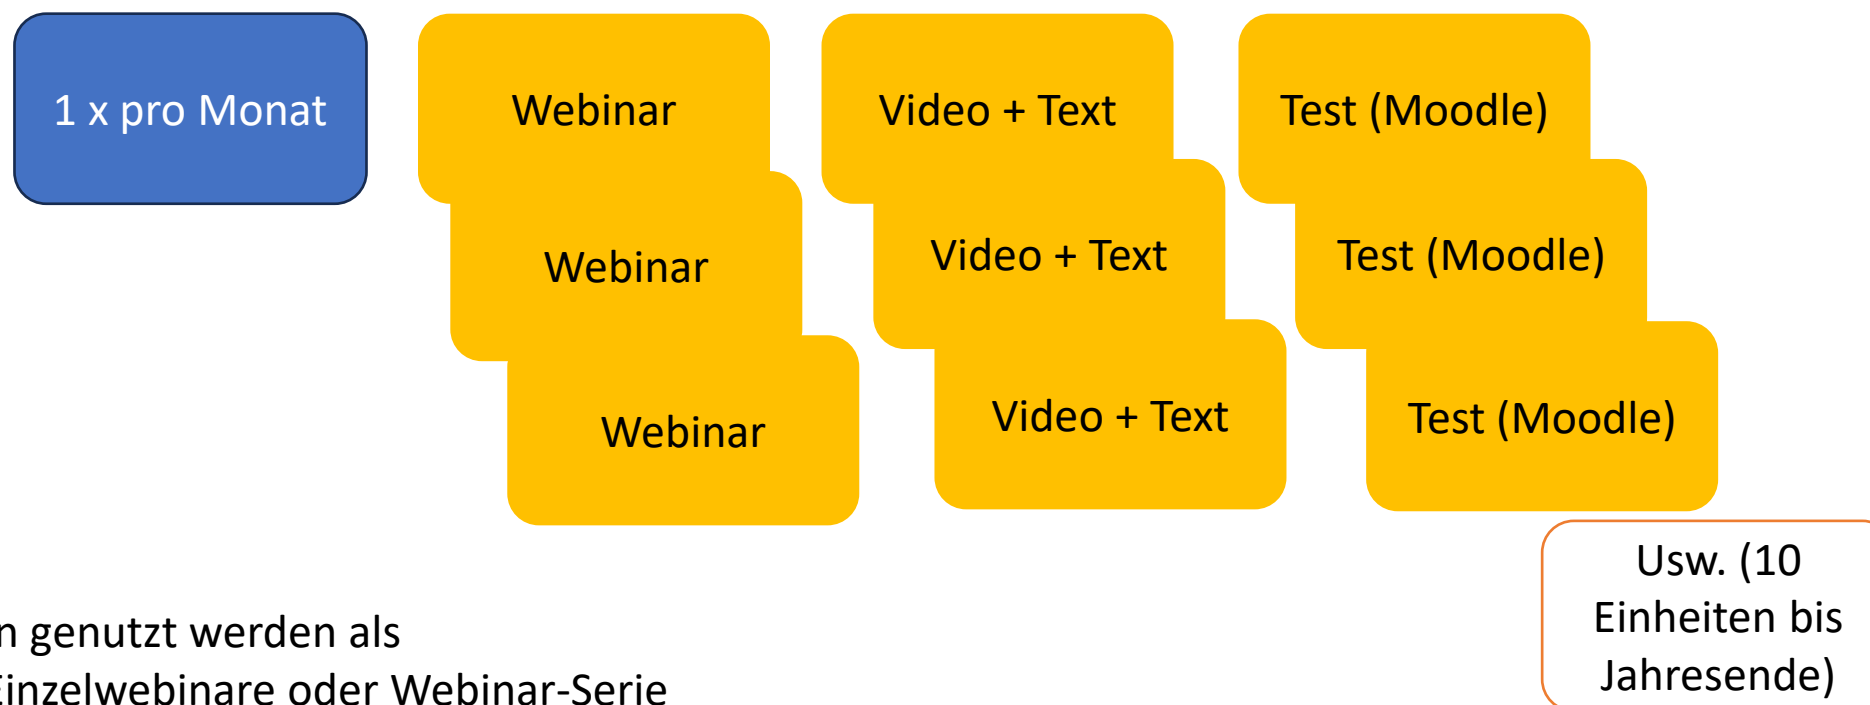 1 x pro Monat
Webinar
Video + Text
Test (Moodle)
Webinar
Video + Text
Test (Moodle)
Webinar
Video + Text
Test (Moodle)
Usw. (10
Einheiten bis
Jahresende)
genutzt werden als
Einzelwebinare oder Webinar-Serie